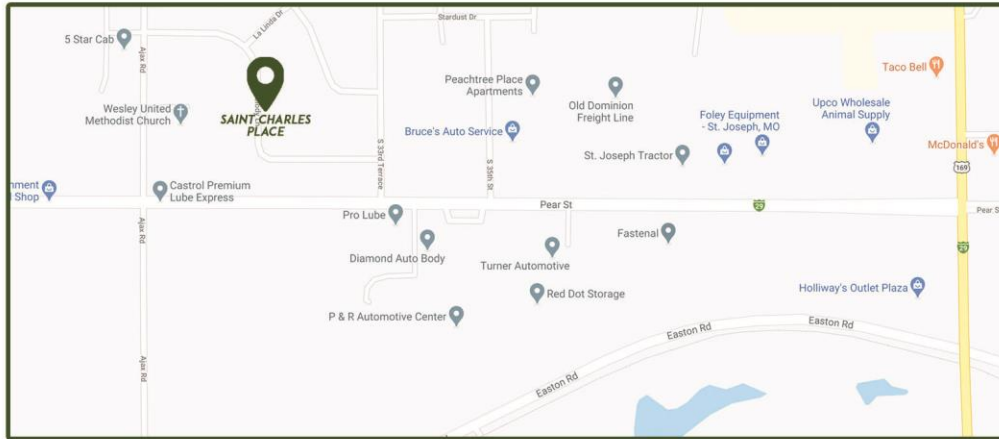 Stardust Dr
La Linda Dr
5 Star Cab
Ajax Rd
Taco Bell
Peachtree Place
Apartments
Old Dominion
Freight Line
Upco Wholesale
Animal Supply
Foley Equipment
- St. Joseph, MO
Wesley United
Methodist Church
SAINT CHARLES
PLACE
Bruce's Auto Service
S 33rd Terrace
S 35th St
St. Joseph Tractor
McDonald's
169
nment
l Shop
Castrol Premium
Lube Express
Pear St
29
Pear S
Pro Lube
Ajax Rd
Fastenal
29
Diamond Auto Body
Turner Automotive
Red Dot Storage
Holliway's Outlet Plaza
P & R Automotive Center
Easton Rd
Easton Rd
Ajax Rd
Easton Rd